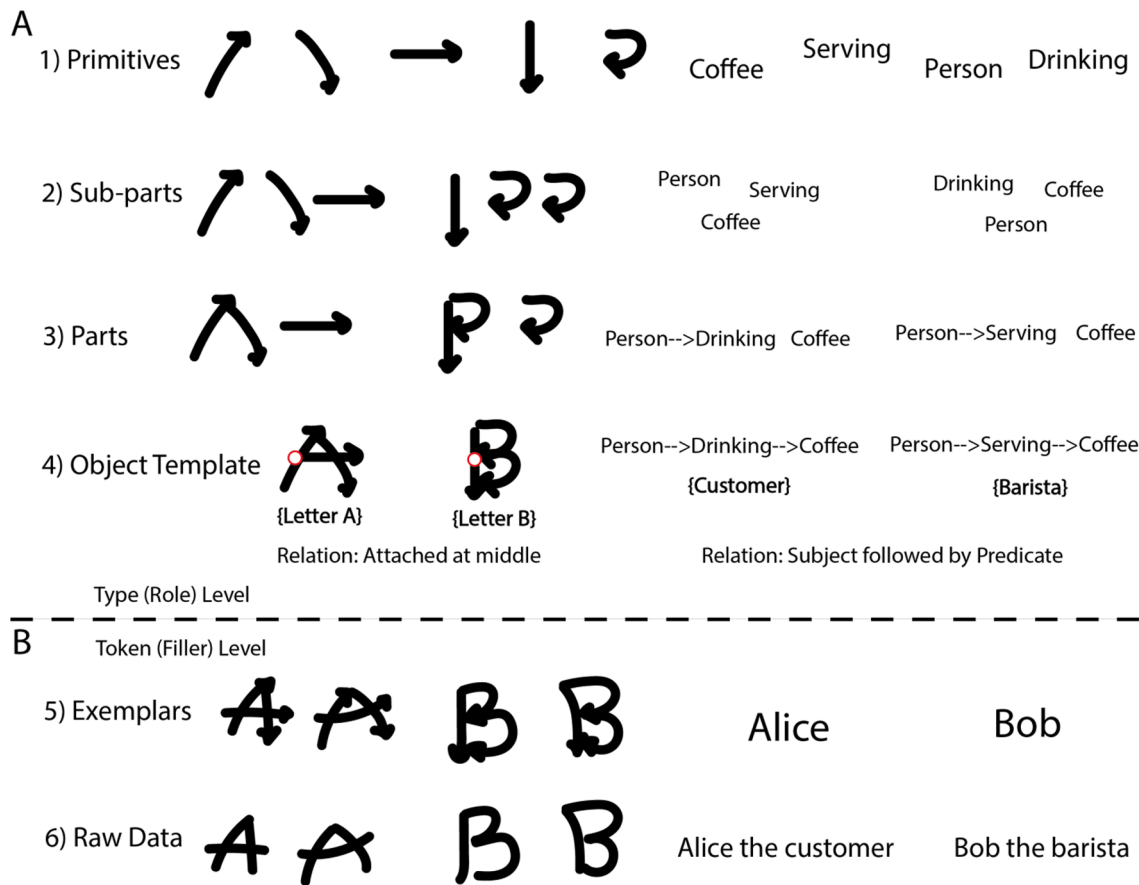 A
1) Primitives
Coffee Serving Person Drinking
2) Sub-parts
Person Serving Coffee
Drinking Coffee Person
3) Parts
Person-->Drinking Coffee
Person-->Serving Coffee
4) Object Template
{Letter A}
{Letter B}
Person-->Drinking-->Coffee
{Customer}
Person-->Serving-->Coffee
{Barista}
Relation: Attached at middle
Relation: Subject followed by Predicate
Type (Role) Level
B
Token (Filler) Level
5) Exemplars
A A B B
Alice
Bob
6) Raw Data
A A B B
Alice the customer
Bob the barista